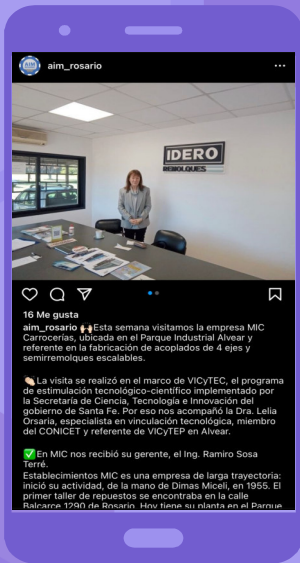 aim_rosario
AIM
IDERO
REMOLQUES
16 Me gusta
aim_rosario 🙌🏻Esta semana visitamos la empresa MIC
Carrocerías, ubicada en el Parque Industrial Alvear y
referente en la fabricación de acoplados de 4 ejes y
semirremolques escalables.
👏🏻La visita se realizó en el marco de VICyTEC, el programa
de estimulación tecnológico-científico implementado por
la Secretaría de Ciencia, Tecnología e Innovación del
gobierno de Santa Fe. Por eso nos acompañó la Dra. Lelia
Orsaria, especialista en vinculación tecnológica, miembro
del CONICET y referente de VICyTEP en Alvear.
✅En MIC nos recibió su gerente, el Ing. Ramiro Sosa
Terré.
Establecimientos MIC es una empresa de larga trayectoria:
inició su actividad, de la mano de Dimas Miceli, en 1955. El
primer taller de repuestos se encontraba en la calle
Balcarce 1290 de Rosario. Hoy tiene su planta en el Parque